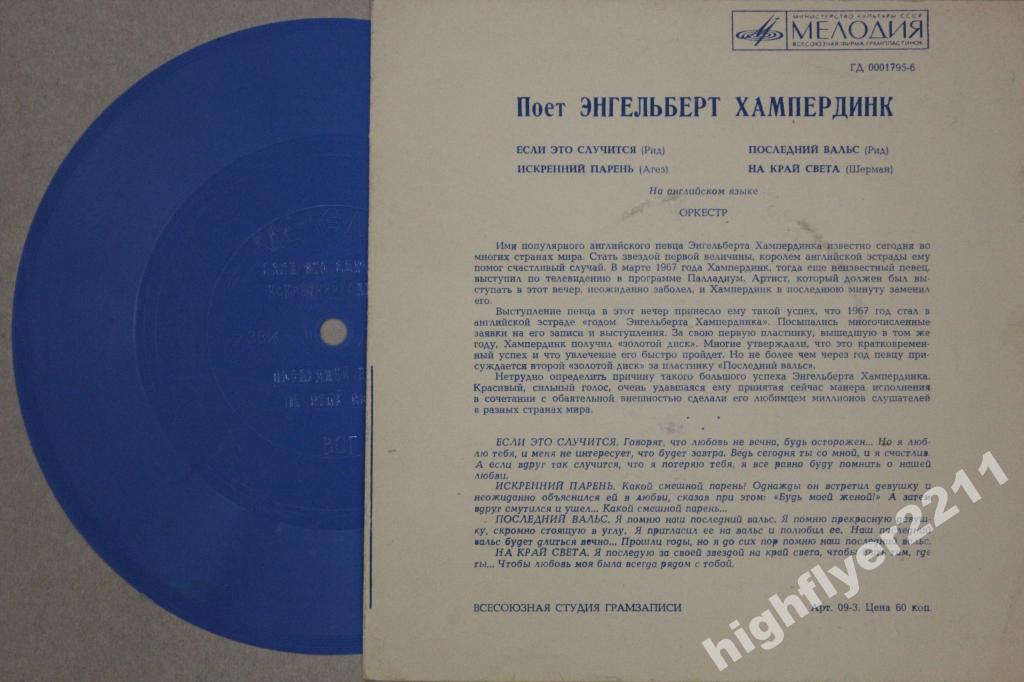 МИНИСТЕРСТВО КУЛЬТУРЫ СССР
МЕЛОДИЯ
ВСЕСОЮЗНАЯ ФИРМА ГРАМПЛАСТИНОК
ГД 0001795-6
Поет ЭНГЕЛЬБЕРТ ХАМПЕРДИНК
ЕСЛИ ЭТО СЛУЧИТСЯ (Рид) ПОСЛЕДНИЙ ВАЛЬС (Рид)
ИСКРЕННИЙ ПАРЕНЬ (Агез) НА КРАЙ СВЕТА (Шерман)
На английском языке
ОРКЕСТР
Имя популярного английского певца Энгельберта Хампердинка известно сегодня во
многих странах мира. Стать звездой первой величины, королем английской эстрады ему
помог счастливый случай. В марте 1967 года Хампердинк, тогда еще неизвестный певец,
выступил по телевидению в программе Палладиум. Артист, который должен был вы-
ступать в этот вечер, неожиданно заболел, и Хампердинк в последнюю минуту заменил
его.
Выступление певца в этот вечер принесло ему такой успех, что 1967 год стал в
английской эстраде «годом Энгельберта Хампердинка». Посыпались многочисленные
заявки на его записи и выступления. За свою первую пластинку, вышедшую в том же
году, Хампердинк получил «золотой диск». Многие утверждали, что это кратковремен-
ный успех и что увлечение его быстро пройдет. Но не более чем через год певцу при-
суждается второй «золотой диск» за пластинку «Последний вальс».
Нетрудно определить причину такого большого успеха Энгельберта Хампердинка.
Красивый, сильный голос, очень удавшаяся ему принятая сейчас манера исполнения
в сочетании с обаятельной внешностью сделали его любимцем миллионов слушателей
в разных странах мира.
ЕСЛИ ЭТО СЛУЧИТСЯ. Говорят, что любовь не вечна, будь осторожен... Но я люб-
лю тебя, и меня не интересует, что будет завтра. Ведь сегодня ты со мной, и я счастлив.
А если вдруг так случится, что я потеряю тебя, я все равно буду помнить о нашей
любви.
ИСКРЕННИЙ ПАРЕНЬ. Какой смешной парень! Однажды он встретил девушку и
неожиданно объяснился ей в любви, сказав при этом: «Будь моей женой!» А затем
вдруг смутился и ушел... Какой смешной парень...
ПОСЛЕДНИЙ ВАЛЬС. Я помню наш последний вальс. Я помню прекрасную девуш-
ку, скромно стоящую в углу. Я пригласил ее на вальс и полюбил ее. Наш последний
вальс будет длиться вечно... Прошли годы, но я до сих пор помню наш последний вальс.
НА КРАЙ СВЕТА. Я последую за своей звездой на край света, чтобы быть там, где
ты... Чтобы любовь моя была всегда рядом с тобой.
ВСЕСОЮЗНАЯ СТУДИЯ ГРАМЗАПИСИ Арт. 09-3. Цена 60 коп.
highflyer2211